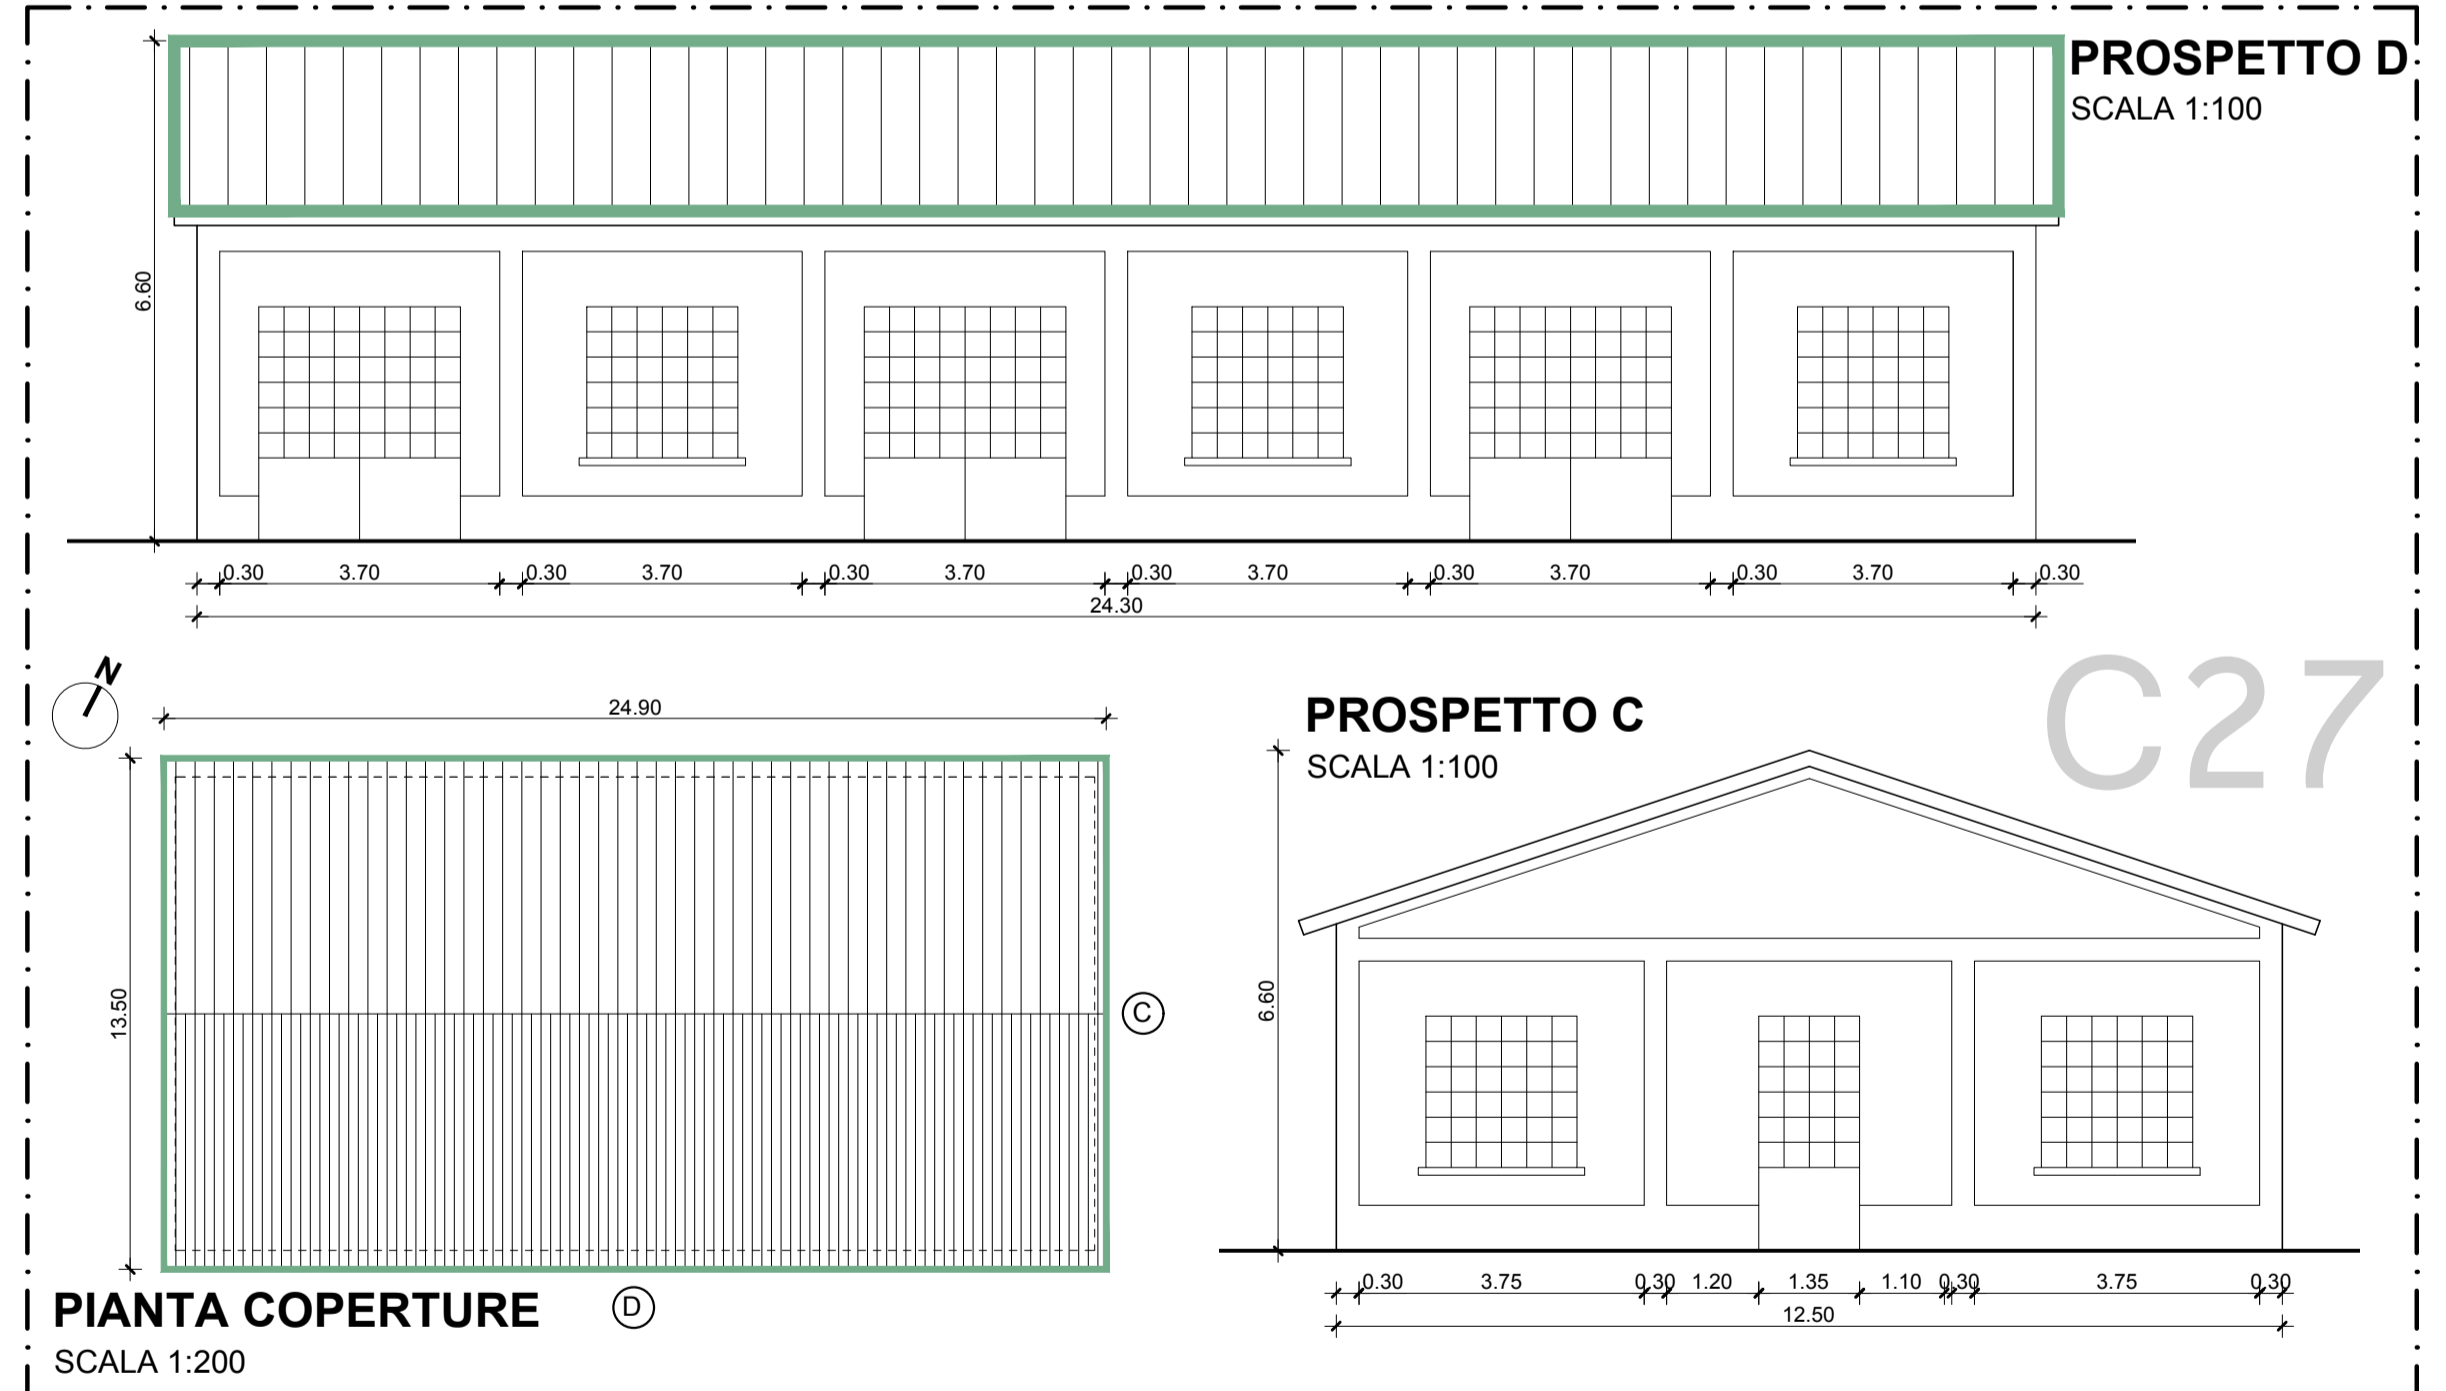 PROSPETTO D
SCALA 1:100
6.60
0.30 3.70 0.30 3.70 0.30 3.70 0.30 3.70 0.30 3.70 0.30 3.70 0.30
24.30
N
24.90
13.50
C
PIANTA COPERTURE
D
SCALA 1:200
PROSPETTO C
SCALA 1:100
C27
6.60
0.30 3.75 0.30 1.20 1.35 1.10 0.30 3.75 0.30
12.50